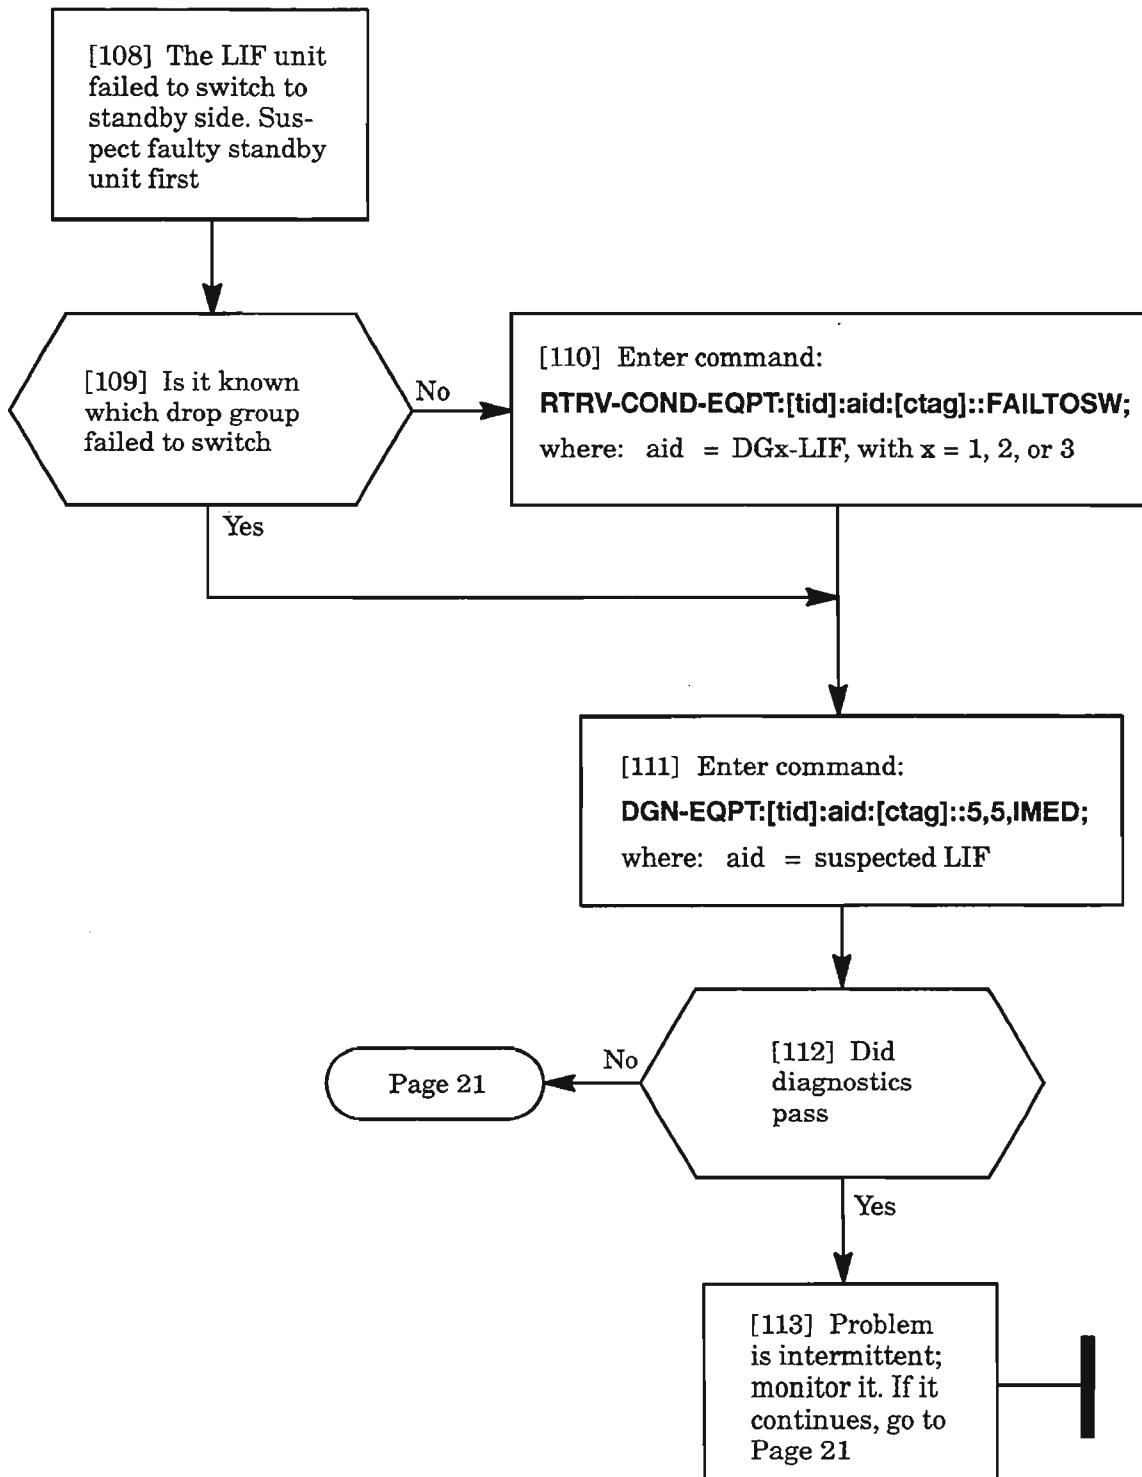 [108] The LIF unit
failed to switch to
standby side. Sus-
pect faulty standby
unit first
[109] Is it known
which drop group
failed to switch
No
Yes
[110] Enter command:
RTRV-COND-EQPT:[tid]:aid:[ctag]::FAILTOSW;
where: aid = DGx-LIF, with x = 1, 2, or 3
[111] Enter command:
DGN-EQPT:[tid]:aid:[ctag]::5,5,IMED;
where: aid = suspected LIF
[112] Did
diagnostics
pass
No
Page 21
Yes
[113] Problem
is intermittent;
monitor it. If it
continues, go to
Page 21